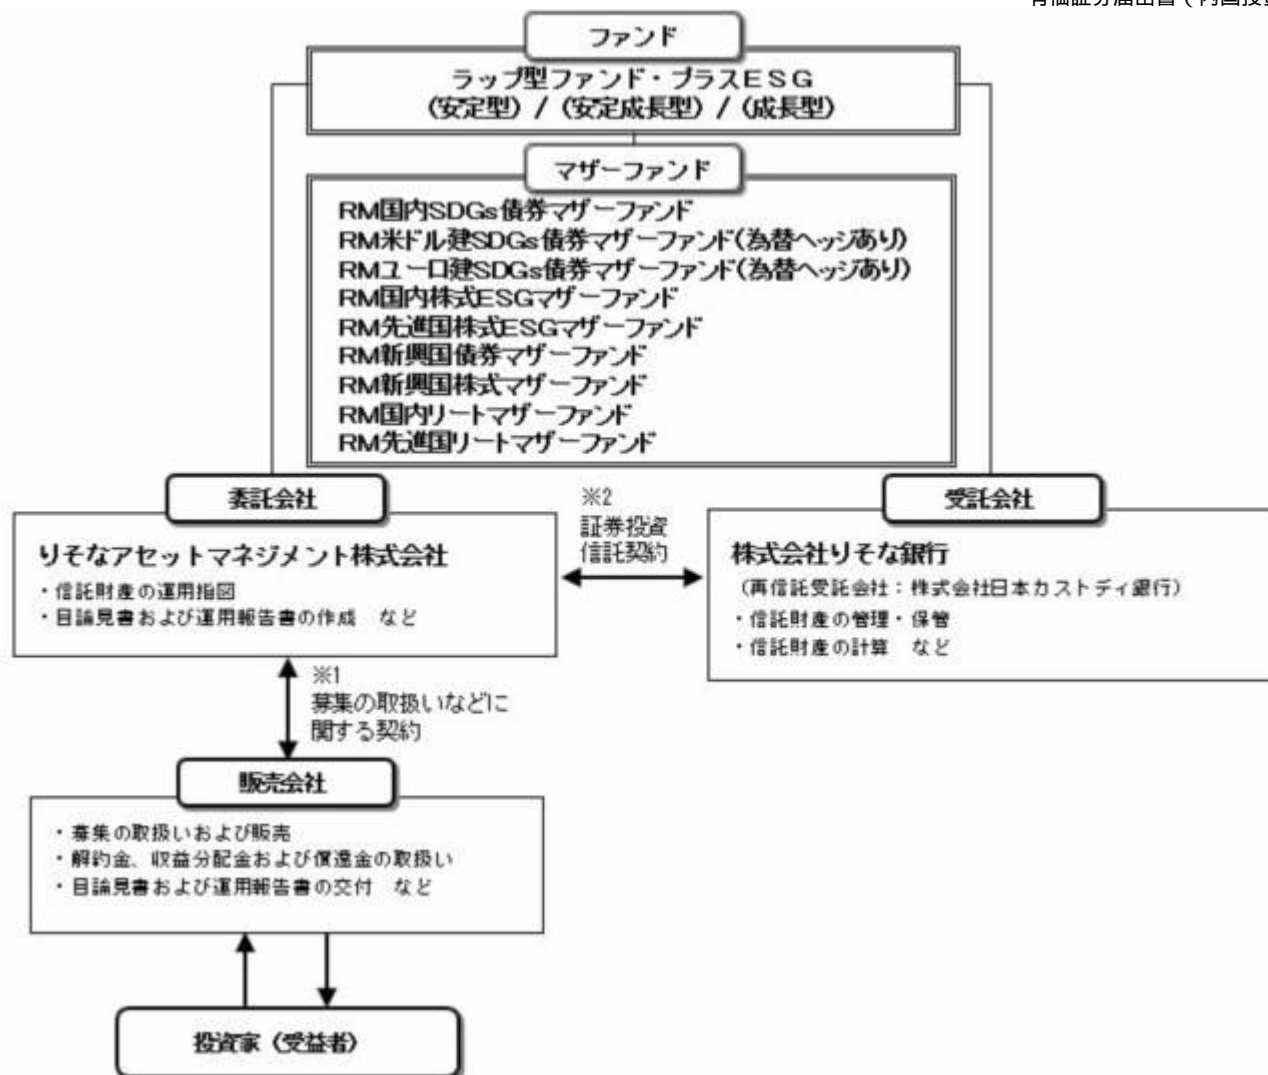 有価証券届出書（内国投資
ファンド
ラップ型ファンド・プラスESG
(安定型) / (安定成長型) / (成長型)
マザーファンド
RM国内SDGs債券マザーファンド
RM米ドル建SDGs債券マザーファンド(為替ヘッジあり)
RMユーロ建SDGs債券マザーファンド(為替ヘッジあり)
RM国内株式ESGマザーファンド
RM先進国株式ESGマザーファンド
RM新興国債券マザーファンド
RM新興国株式マザーファンド
RM国内リートマザーファンド
RM先進国リートマザーファンド
委託会社
りそなアセットマネジメント株式会社
・信託財産の運用指図
・目論見書および運用報告書の作成 など
※2
証券投資
信託契約
受託会社
株式会社りそな銀行
（再信託受託会社：株式会社日本カストディ銀行）
・信託財産の管理・保管
・信託財産の計算 など
※1
募集の取扱いなどに
関する契約
販売会社
・募集の取扱いおよび販売
・解約金、収益分配金および償還金の取扱い
・目論見書および運用報告書の交付 など
投資家（受益者）